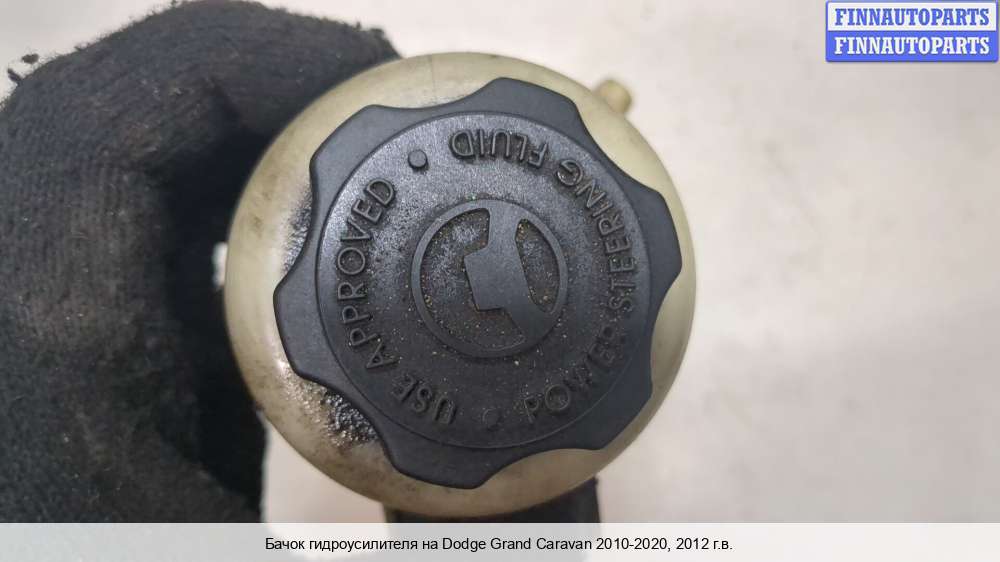 FINNAUTOPARTS
FINNAUTOPARTS
USE APPROVED
POWER STEERING FLUID
Бачок гидроусилителя на Dodge Grand Caravan 2010-2020, 2012 г.в.